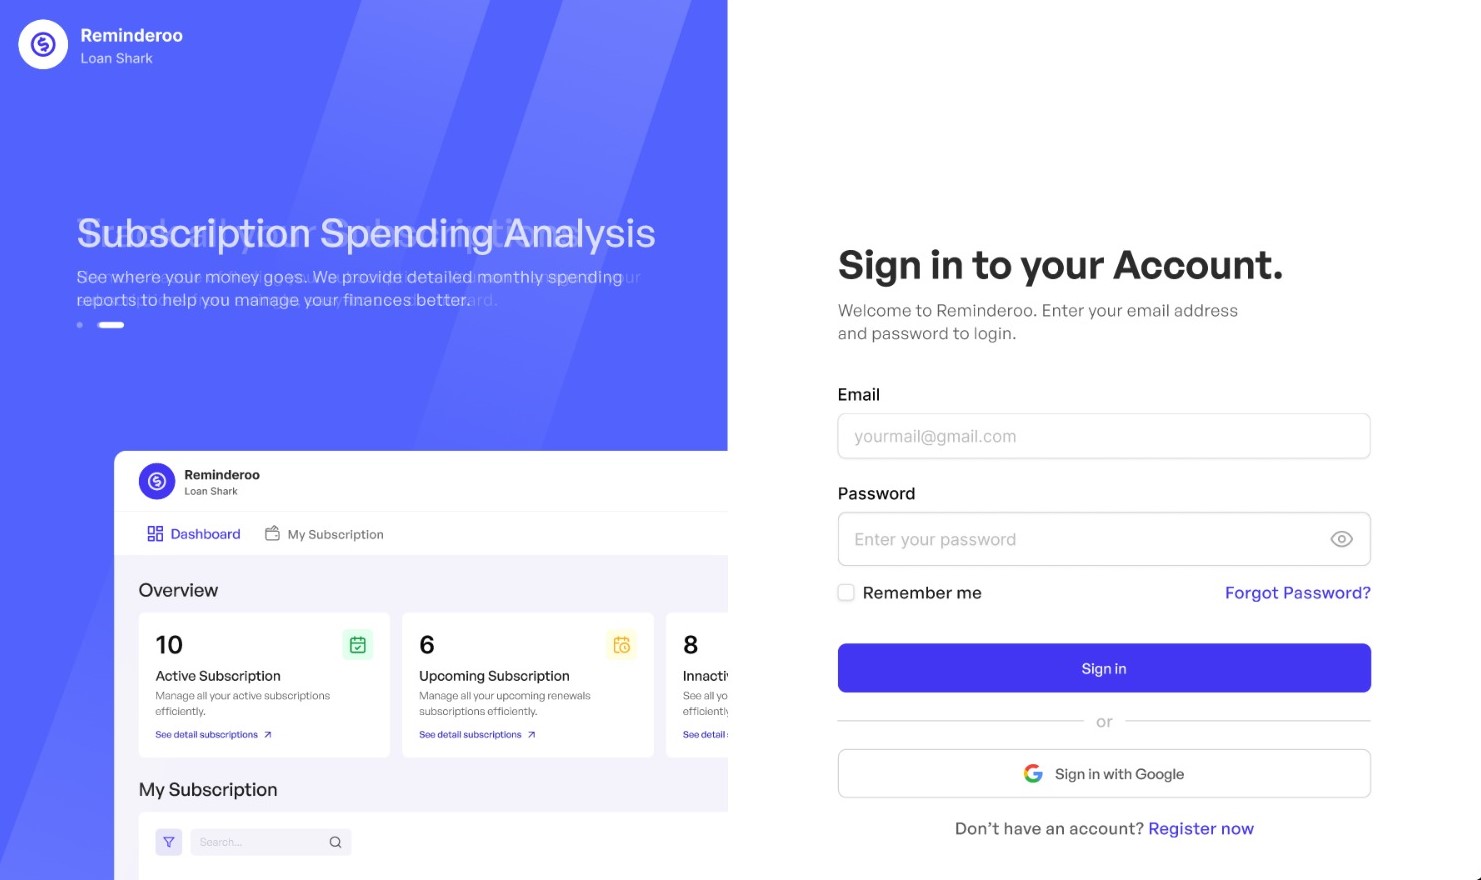 Reminderoo
Loan Shark
Subscription Spending Analysis
See where your money goes. We provide detailed monthly spending
reports to help you manage your finances better.
Reminderoo
Loan Shark
Dashboard
My Subscription
Overview
10
Active Subscription
Manage all your active subscriptions
efficiently.
See detail subscriptions
6
Upcoming Subscription
Manage all your upcoming renewals
subscriptions efficiently.
See detail subscriptions
8
Innacti
See all yo
efficiently
See detail
My Subscription
Search...
Sign in to your Account.
Welcome to Reminderoo. Enter your email address
and password to login.
Email
yourmail@gmail.com
Password
Enter your password
Remember me
Forgot Password?
Sign in
or
Sign in with Google
Don’t have an account? Register now